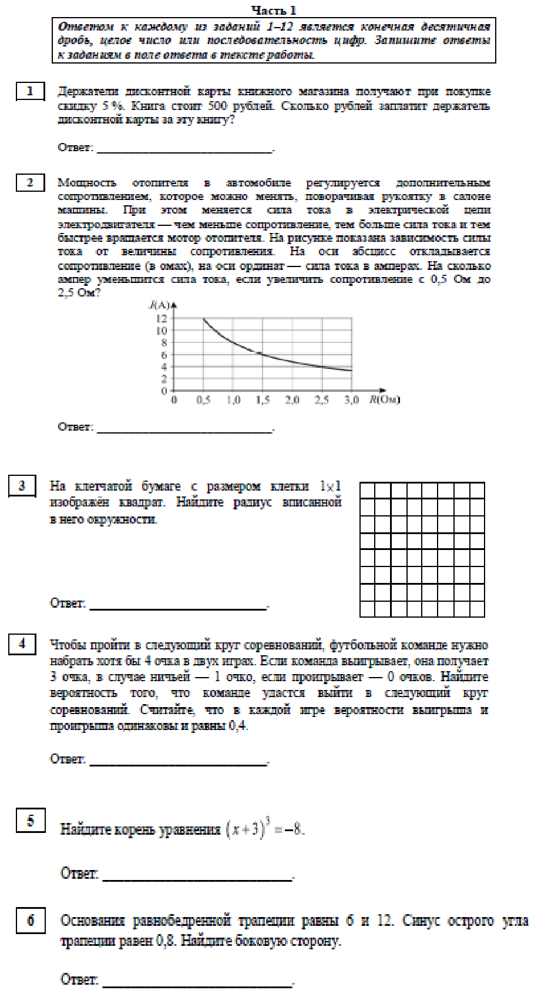 Часть 1
Ответом к каждому из заданий 1–12 является конечная десятичная
дробь, целое число или последовательность цифр. Запишите ответы
к заданиям в поле ответа в тексте работы.
1
Держатели дисконтной карты книжного магазина получают при покупке
скидку 5 %. Книга стоит 500 рублей. Сколько рублей заплатит держатель
дисконтной карты за эту книгу?
Ответ: ___________________________.
2
Мощность отопителя в автомобиле регулируется дополнительным
сопротивлением, которое можно менять, поворачивая рукоятку в салоне
машины. При этом меняется сила тока в электрической цепи
электродвигателя — чем меньше сопротивление, тем больше сила тока и тем
быстрее вращается мотор отопителя. На рисунке показана зависимость силы
тока от величины сопротивления. На оси абсцисс откладывается
сопротивление (в омах), на оси ординат — сила тока в амперах. На сколько
ампер уменьшится сила тока, если увеличить сопротивление с 0,5 Ом до
2,5 Ом?
J(A)
12
10
8
6
4
2
0
0 0,5 1,0 1,5 2,0 2,5 3,0 R(Ом)
Ответ: ___________________________.
3
На клетчатой бумаге с размером клетки 1×1
изображён квадрат. Найдите радиус вписанной
в него окружности.
Ответ: ___________________________.
4
Чтобы пройти в следующий круг соревнований, футбольной команде нужно
набрать хотя бы 4 очка в двух играх. Если команда выигрывает, она получает
3 очка, в случае ничьей — 1 очко, если проигрывает — 0 очков. Найдите
вероятность того, что команде удастся выйти в следующий круг
соревнований. Считайте, что в каждой игре вероятности выигрыша и
проигрыша одинаковы и равны 0,4.
Ответ: ___________________________.
5
Найдите корень уравнения (x+3)³=−8.
Ответ: ___________________________.
6
Основания равнобедренной трапеции равны 6 и 12. Синус острого угла
трапеции равен 0,8. Найдите боковую сторону.
Ответ: ___________________________.